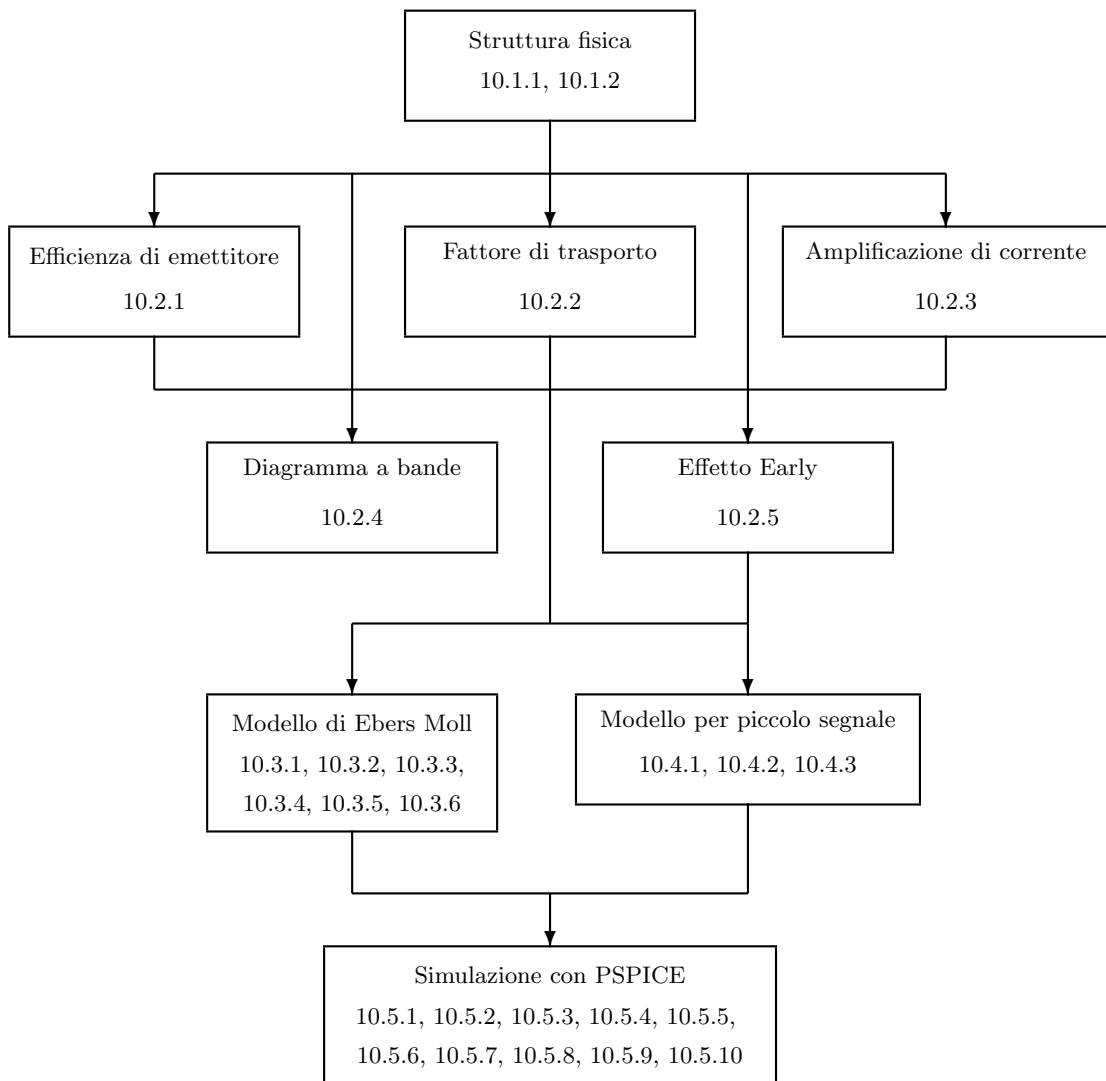 Struttura fisica
10.1.1, 10.1.2
Efficienza di emettitore
10.2.1
Fattore di trasporto
10.2.2
Amplificazione di corrente
10.2.3
Diagramma a bande
10.2.4
Effetto Early
10.2.5
Modello di Ebers Moll
10.3.1, 10.3.2, 10.3.3,
10.3.4, 10.3.5, 10.3.6
Modello per piccolo segnale
10.4.1, 10.4.2, 10.4.3
Simulazione con PSPICE
10.5.1, 10.5.2, 10.5.3, 10.5.4, 10.5.5,
10.5.6, 10.5.7, 10.5.8, 10.5.9, 10.5.10